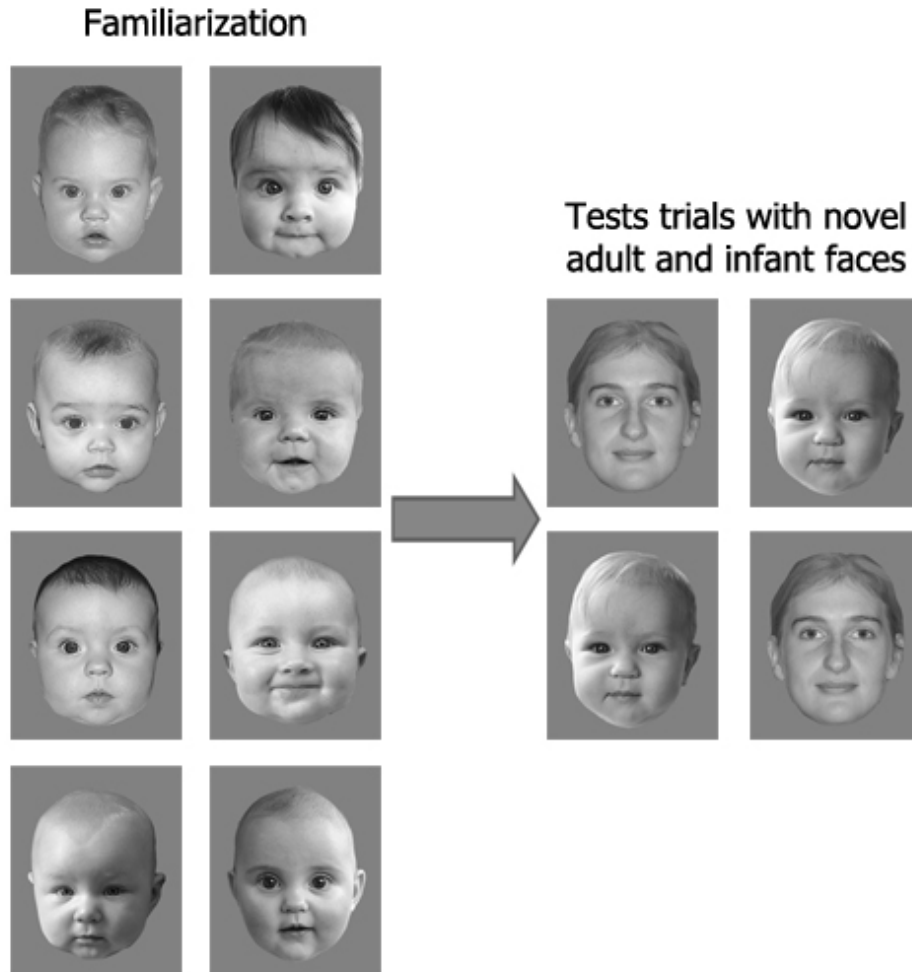 Familiarization
Tests trials with novel
adult and infant faces